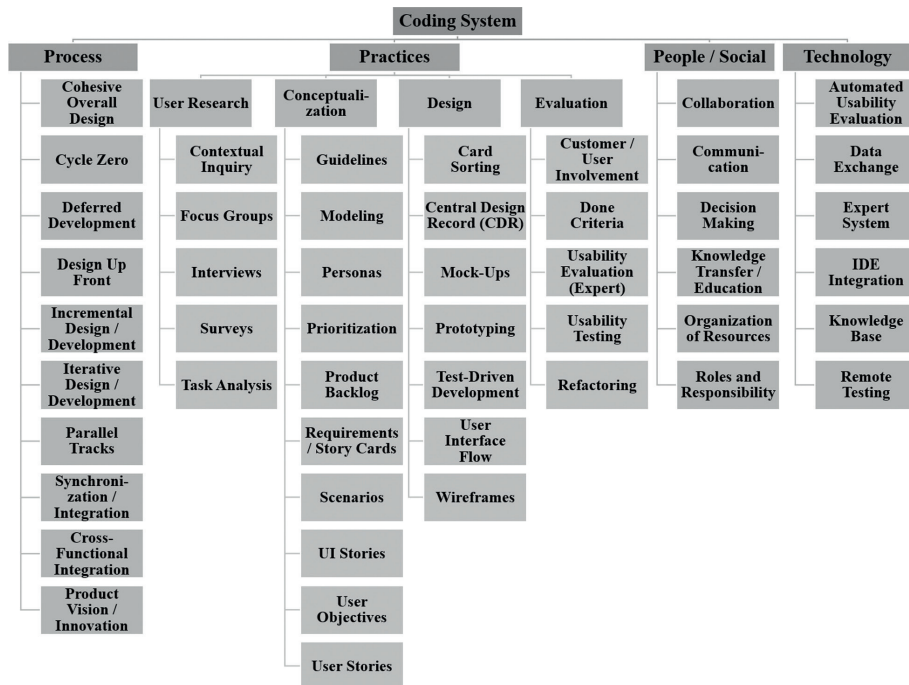 Coding System
Process
Cohesive
Overall
Design
Cycle Zero
Deferred
Development
Design Up
Front
Incremental
Design /
Development
Iterative
Design /
Development
Parallel
Tracks
Synchroni-
zation /
Integration
Cross-
Functional
Integration
Product
Vision /
Innovation
Practices
User Research
Contextual
Inquiry
Focus Groups
Interviews
Surveys
Task Analysis
Conceptuali-
zation
Guidelines
Modeling
Personas
Prioritization
Product
Backlog
Requirements
/ Story Cards
Scenarios
UI Stories
User
Objectives
User Stories
Design
Card
Sorting
Central Design
Record (CDR)
Mock-Ups
Prototyping
Test-Driven
Development
User
Interface
Flow
Wireframes
Evaluation
Customer /
User
Involvement
Done
Criteria
Usability
Evaluation
(Expert)
Usability
Testing
Refactoring
People / Social
Collaboration
Communi-
cation
Decision
Making
Knowledge
Transfer /
Education
Organization
of Resources
Roles and
Responsibility
Technology
Automated
Usability
Evaluation
Data
Exchange
Expert
System
IDE
Integration
Knowledge
Base
Remote
Testing